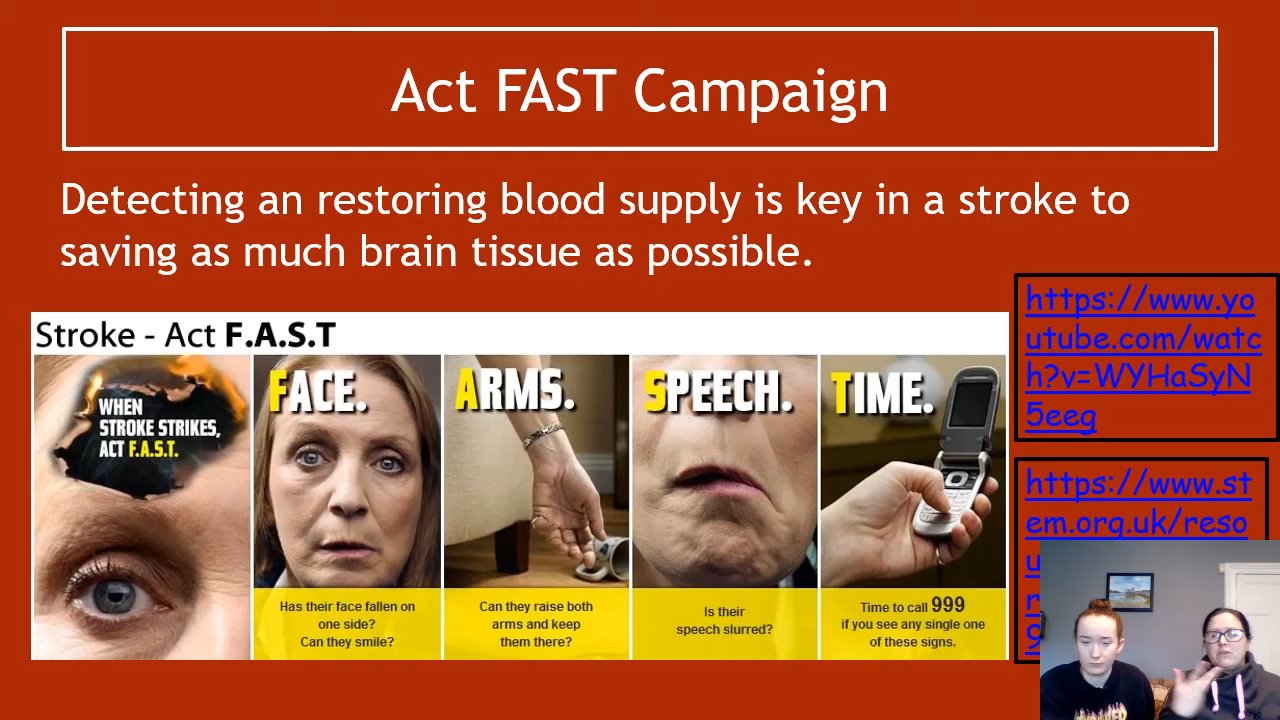 Act FAST Campaign
Detecting an restoring blood supply is key in a stroke to
saving as much brain tissue as possible.
Stroke - Act F.A.S.T
WHEN
STROKE STRIKES,
ACT F.A.S.T.
FACE.
Has their face fallen on
one side?
Can they smile?
ARMS.
Can they raise both
arms and keep
them there?
SPEECH.
Is their
speech slurred?
TIME.
Time to call 999
if you see any single one
of these signs.
https://www.yo
utube.com/watc
h?v=WYHaSyN
5eeg
https://www.st
em.org.uk/reso